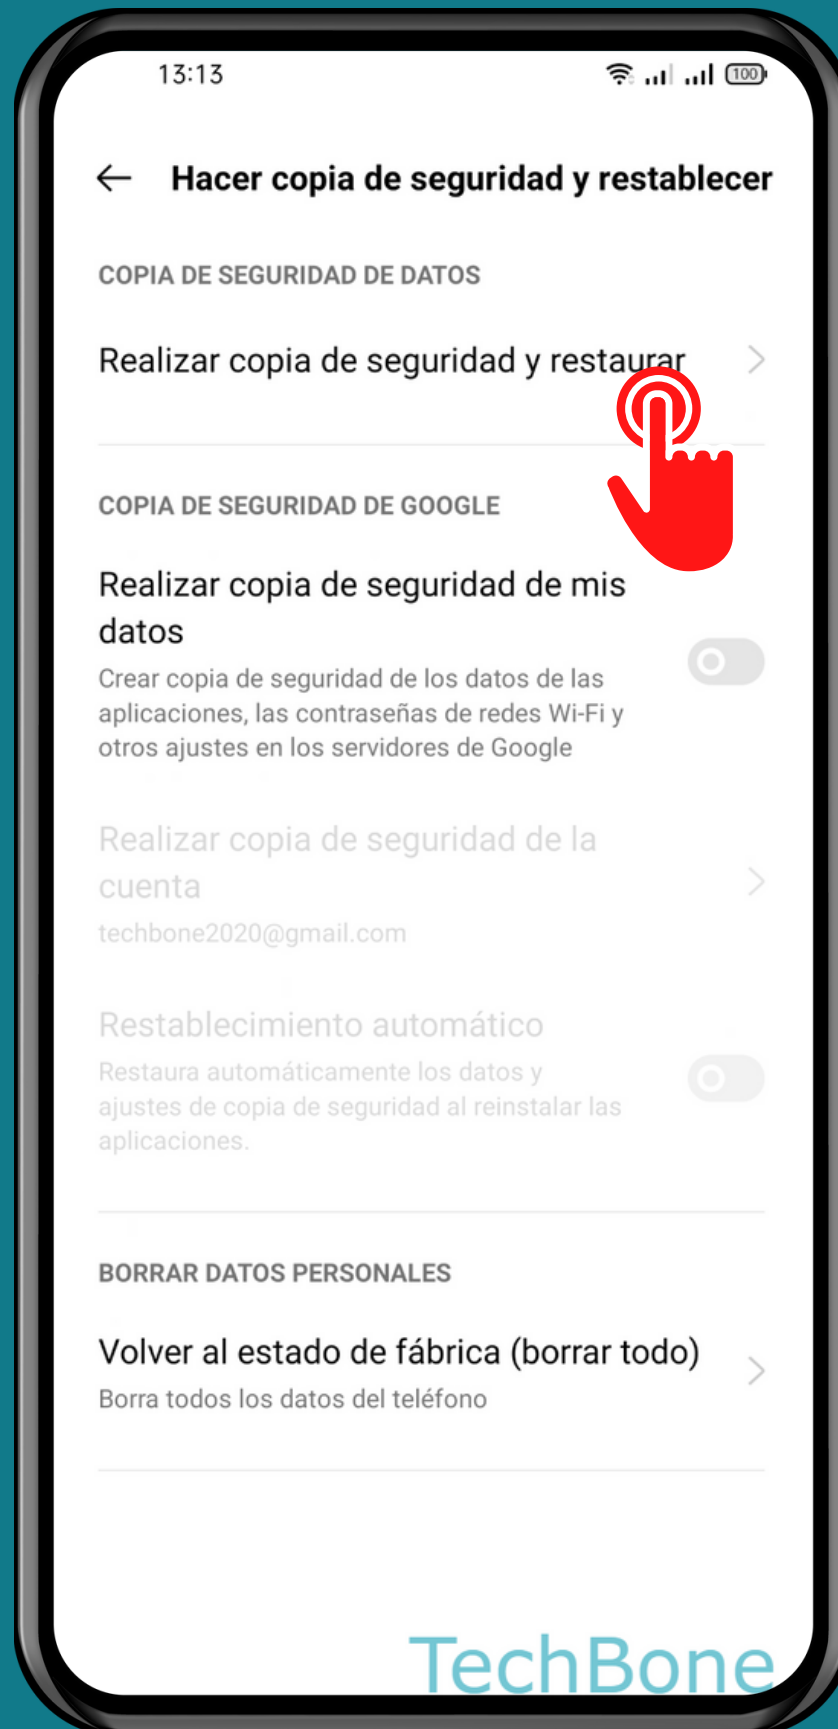 13:13
100
Hacer copia de seguridad y restablecer
COPIA DE SEGURIDAD DE DATOS
Realizar copia de seguridad y restaurar
COPIA DE SEGURIDAD DE GOOGLE
Realizar copia de seguridad de mis
datos
Crear copia de seguridad de los datos de las
aplicaciones, las contraseñas de redes Wi-Fi y
otros ajustes en los servidores de Google
Realizar copia de seguridad de la
cuenta
techbone2020@gmail.com
Restablecimiento automático
Restaura automáticamente los datos y
ajustes de copia de seguridad al reinstalar las
aplicaciones.
BORRAR DATOS PERSONALES
Volver al estado de fábrica (borrar todo)
Borra todos los datos del teléfono
TechBone